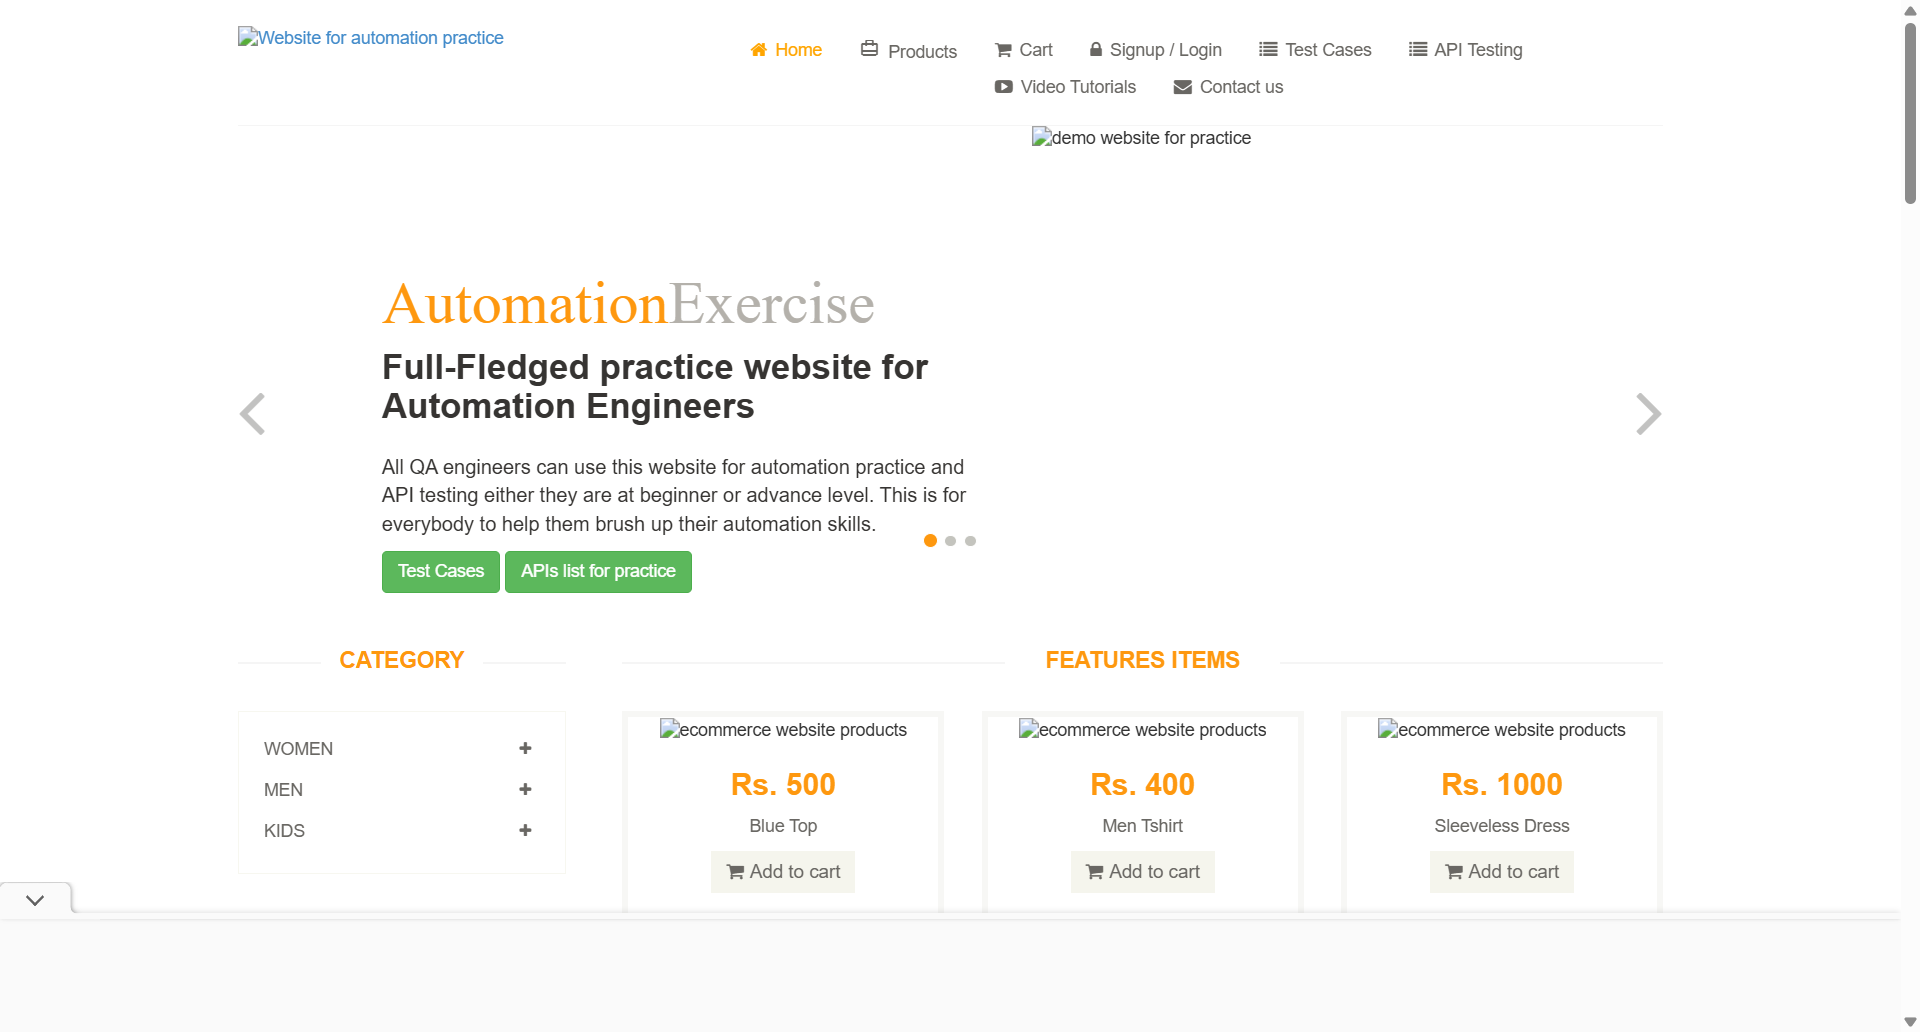 Website for automation practice
Home
Products
Cart
Signup / Login
Test Cases
API Testing
Video Tutorials
Contact us
demo website for practice
AutomationExercise
Full-Fledged practice website for
Automation Engineers
All QA engineers can use this website for automation practice and
API testing either they are at beginner or advance level. This is for
everybody to help them brush up their automation skills.
Test Cases
APIs list for practice
CATEGORY
WOMEN
MEN
KIDS
FEATURES ITEMS
ecommerce website products
Rs. 500
Blue Top
Add to cart
ecommerce website products
Rs. 400
Men Tshirt
Add to cart
ecommerce website products
Rs. 1000
Sleeveless Dress
Add to cart